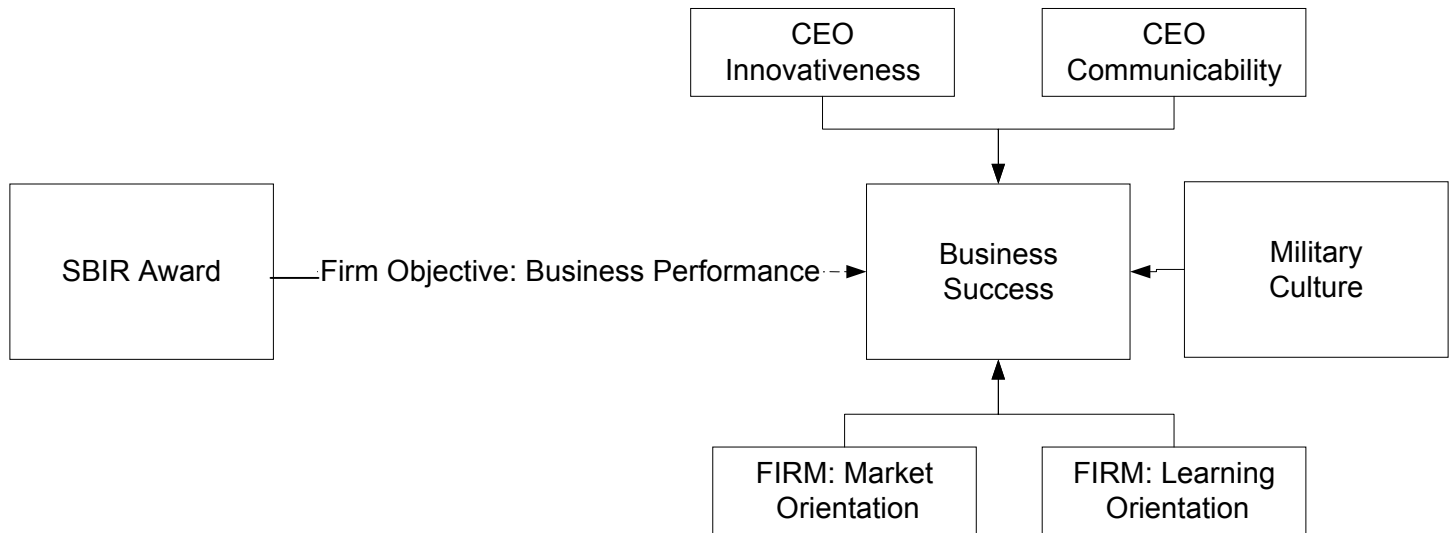 CEO
Innovativeness
CEO
Communicability
SBIR Award
Firm Objective: Business Performance
Business
Success
Military
Culture
FIRM: Market
Orientation
FIRM: Learning
Orientation